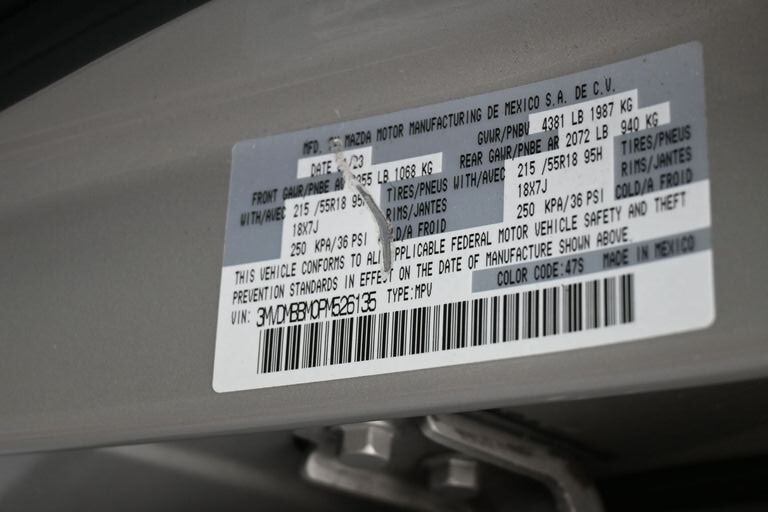 MFD. MAZDA MOTOR MANUFACTURING DE MEXICO S.A. DE C.V.
DATE /23 GVWR/PNBV 4381 LB 1987 KG
FRONT GAWR/PNBE AR LB 1068 KG REAR GAWR/PNBE AR 2072 LB 940 KG
WITH/AVEC 215 /55R18 95H TIRES/PNEUS WITH/AVEC 215 /55R18 95H TIRES/PNEUS
18X7J RIMS/JANTES 18X7J RIMS/JANTES
250 KPA/36 PSI A FROID 250 KPA/36 PSI COLD/A FROID
THIS VEHICLE CONFORMS TO ALL APPLICABLE FEDERAL MOTOR VEHICLE SAFETY AND THEFT
PREVENTION STANDARDS IN EFFECT ON THE DATE OF MANUFACTURE SHOWN ABOVE.
COLOR CODE:47S MADE IN MEXICO
VIN: 3MVDMBBM0PM526135 TYPE:MPV